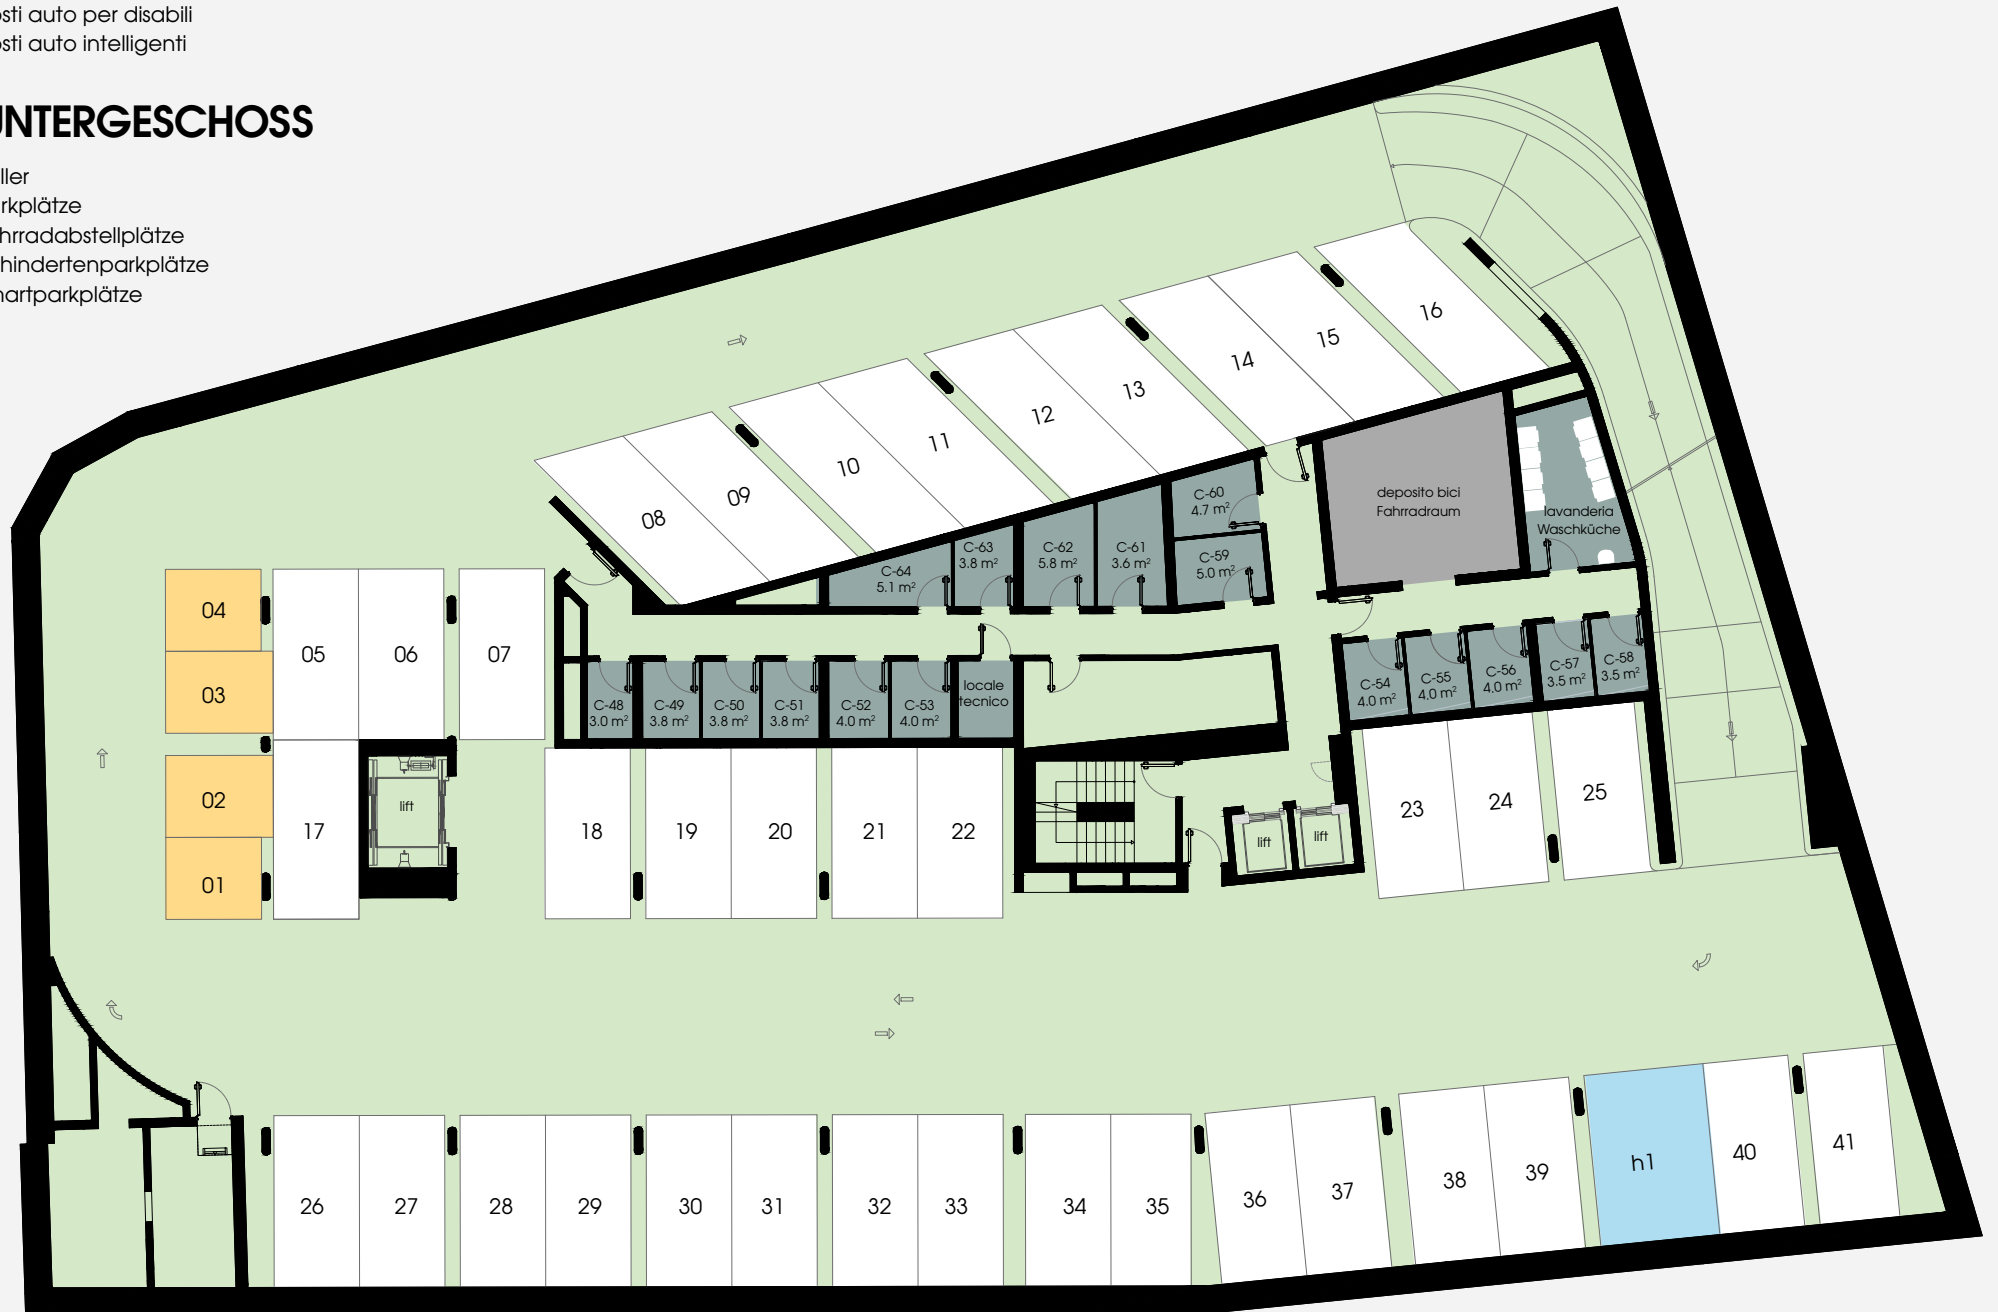 osti auto per disabili
osti auto intelligenti
UNTERGESCHOSS
ller
rkplätze
hrradabstellplätze
hindertenparkplätze
nartparkplätze
16
15
14
13
12
11
10
09
08
deposito bici
Fahrradraum
lavanderia
Waschküche
C-60
4.7 m²
C-59
5.0 m²
C-61
3.6 m²
C-62
5.8 m²
C-63
3.8 m²
C-64
5.1 m²
04
03
02
01
05
06
07
17
lift
C-48
3.0 m²
C-49
3.8 m²
C-50
3.8 m²
C-51
3.8 m²
C-52
4.0 m²
C-53
4.0 m²
locale
tecnico
C-54
4.0 m²
C-55
4.0 m²
C-56
4.0 m²
C-57
3.5 m²
C-58
3.5 m²
18
19
20
21
22
lift
lift
23
24
25
26
27
28
29
30
31
32
33
34
35
36
37
38
39
h1
40
41